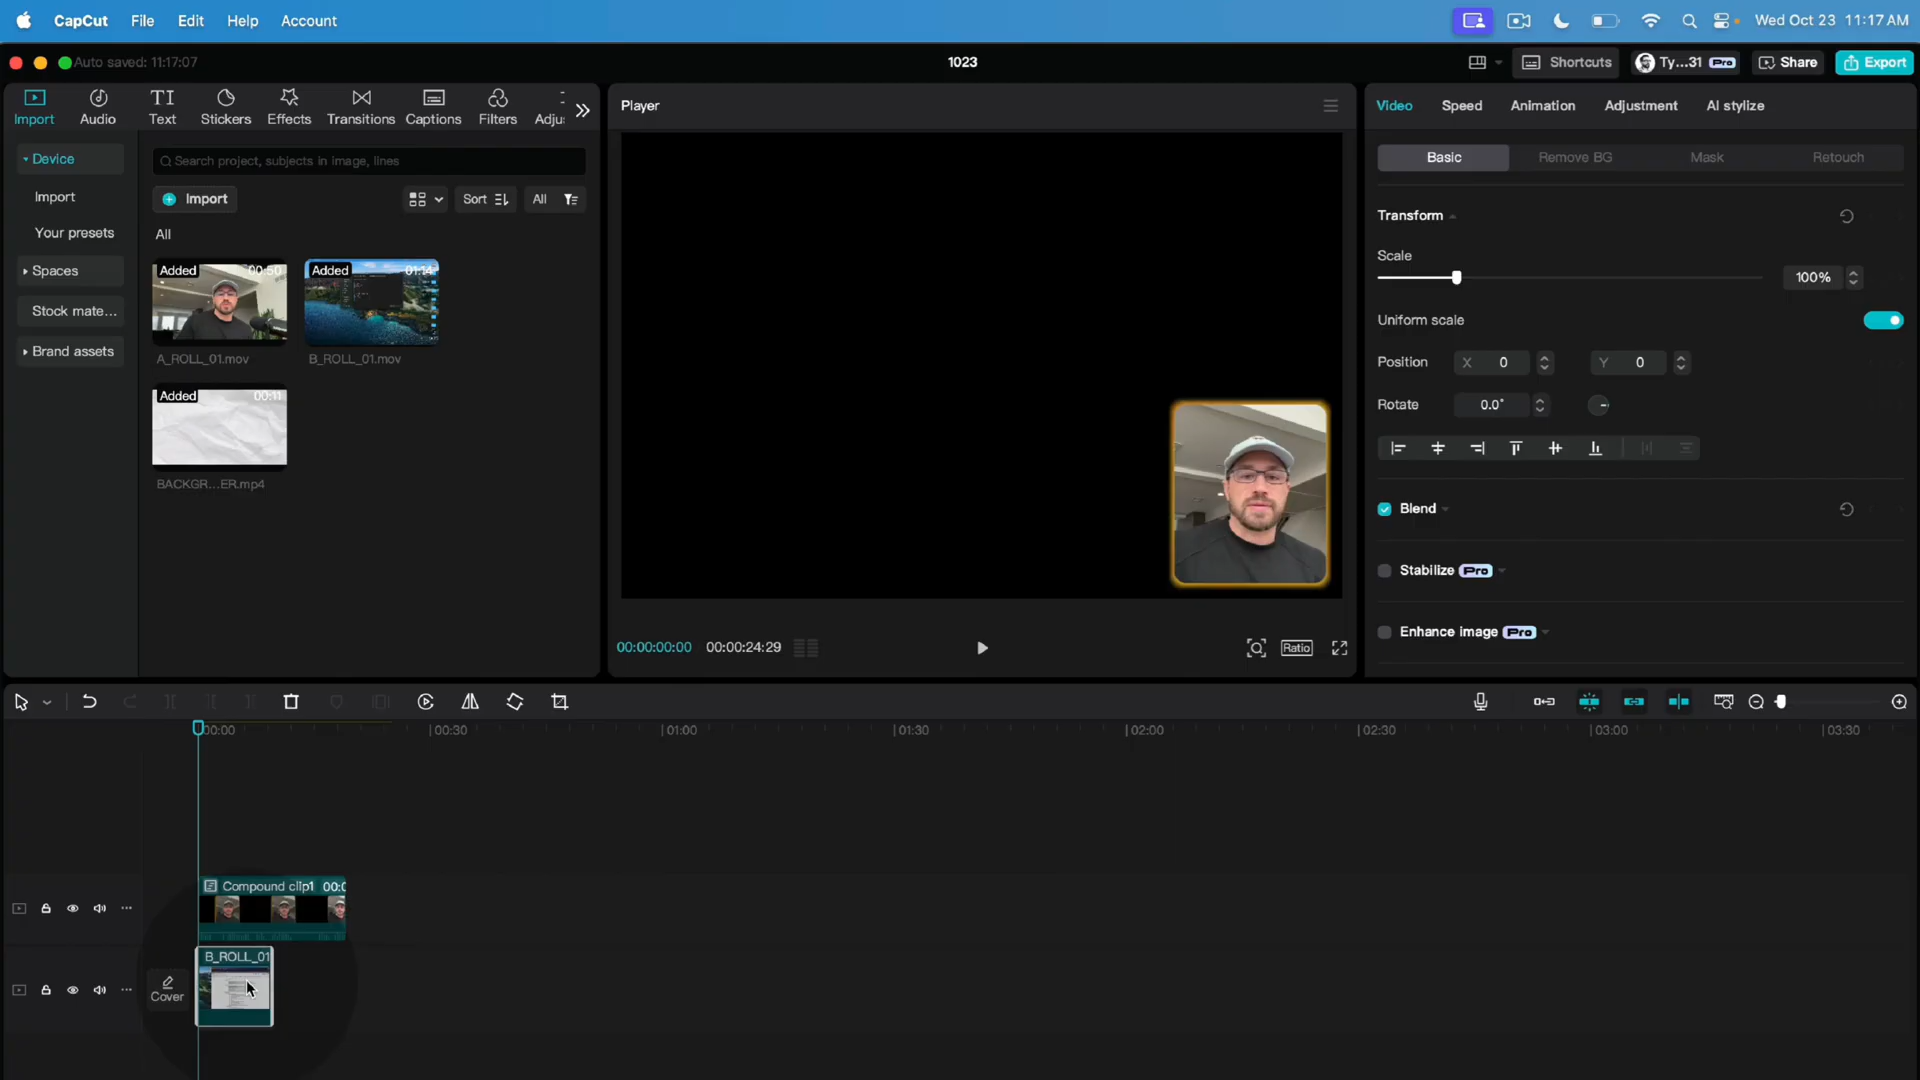 CapCut File Edit Help Account Wed Oct 23 11:17 AM
Auto saved: 11:17:07 1023 Shortcuts Ty...31 Pro Share Export
Import Audio Text Stickers Effects Transitions Captions Filters
Player
Video Speed Animation Adjustment AI stylize
Device
Import
Your presets
Spaces
Stock mate...
Brand assets
Search project, subjects in image, lines
Import Sort All
All
Added 00:50
A_ROLL_01.mov
Added 01:14
B_ROLL_01.mov
Added 00:11
BACKGR...ER.mp4
00:00:00:00 00:00:24:29 Ratio
Basic Remove BG Mask Retouch
Transform
Scale
100%
Uniform scale
Position X 0 Y 0
Rotate 0.0°
Blend
Stabilize Pro
Enhance image Pro
00:00 00:30 01:00 01:30 02:00 02:30 03:00 03:30
Compound clip1
B_ROLL_01
Cover